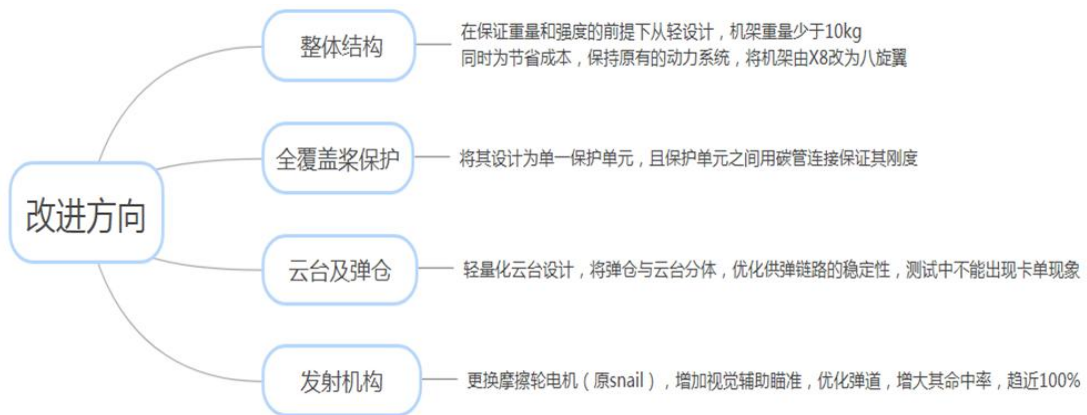 改进方向
整体结构
在保证重量和强度的前提下从轻设计，机架重量少于10kg
同时为节省成本，保持原有的动力系统，将机架由X8改为八旋翼
全覆盖桨保护
将其设计为单一保护单元，且保护单元之间用碳管连接保证其刚度
云台及弹仓
轻量化云台设计，将弹仓与云台分体，优化供弹链路的稳定性，测试中不能出现卡单现象
发射机构
更换摩擦轮电机（原snail），增加视觉辅助瞄准，优化弹道，增大其命中率，趋近100%